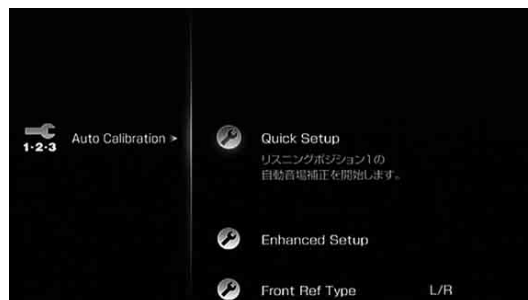 1・2・3
Auto Calibration ➤
Quick Setup
リスニングポジション1の
自動音場補正を開始します。
Enhanced Setup
Front Ref Type L/R